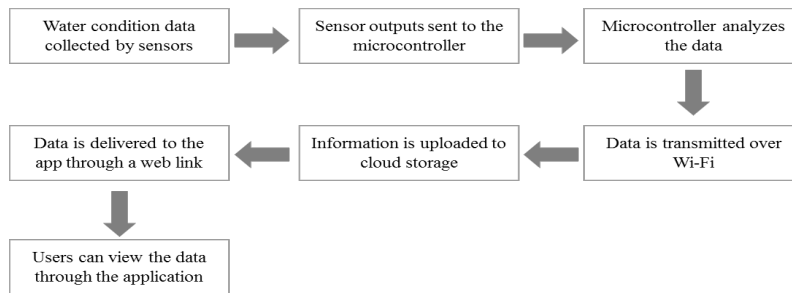 Water condition data
collected by sensors
Sensor outputs sent to the
microcontroller
Microcontroller analyzes
the data
Data is transmitted over
Wi-Fi
Information is uploaded to
cloud storage
Data is delivered to the
app through a web link
Users can view the data
through the application